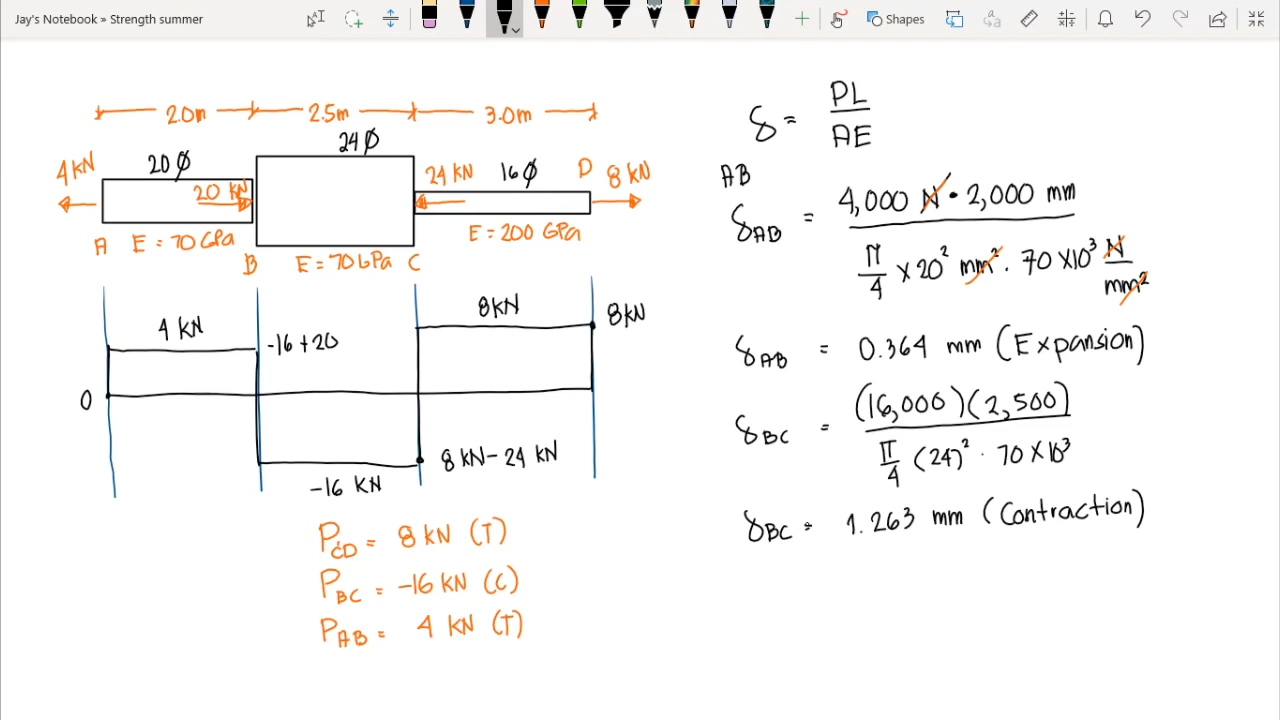 Jay's Notebook » Strength summer
Shapes
2.0m 2.5m 3.0m
24Ø
4 KN 20Ø 24 KN 16Ø D 8 KN
20 KN
A E = 70 GPa E = 200 GPa
B E = 70 GPa C
4 KN 8KN 8KN
-16 + 20
0
8 KN - 24 KN
-16 KN
P_CD = 8 KN (T)
P_BC = -16 KN (C)
P_AB = 4 KN (T)
δ = PL / AE
AB
δ_AB = 4,000 N · 2,000 mm
π/4 × 20² mm² · 70 × 10³ N/mm²
δ_AB = 0.364 mm (Expansion)
δ_BC = (16,000)(2,500)
π/4 (24)² · 70 × 10³
δ_BC = 1.263 mm (Contraction)